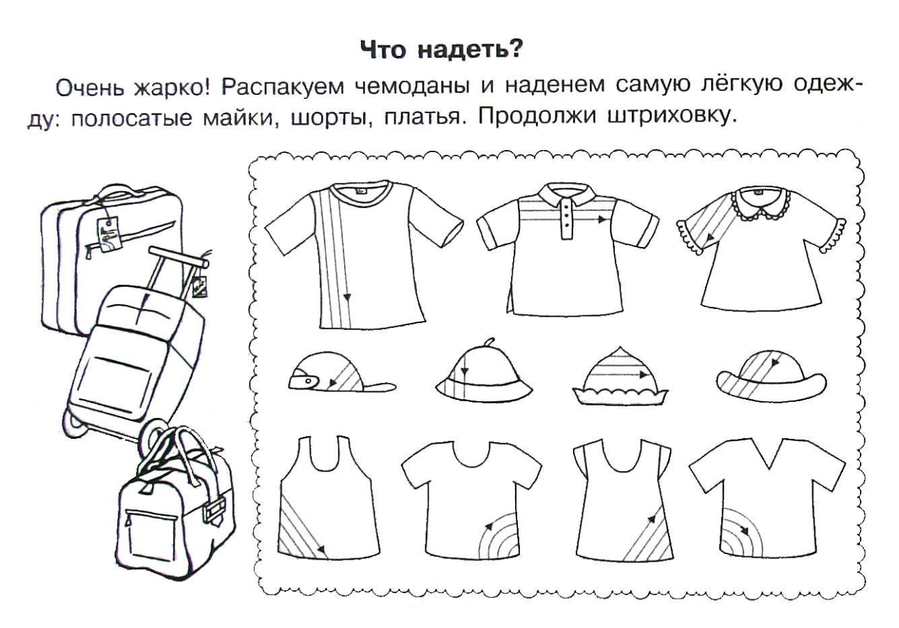 Что надеть?
Очень жарко! Распакуем чемоданы и наденем самую лёгкую одеж-
ду: полосатые майки, шорты, платья. Продолжи штриховку.